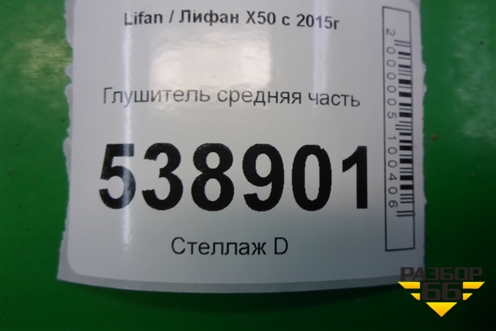 Lifan / Лифан X50 с 2015г
Глушитель средняя часть
538901
Стеллаж D
2000005100406
РАЗБОР
66